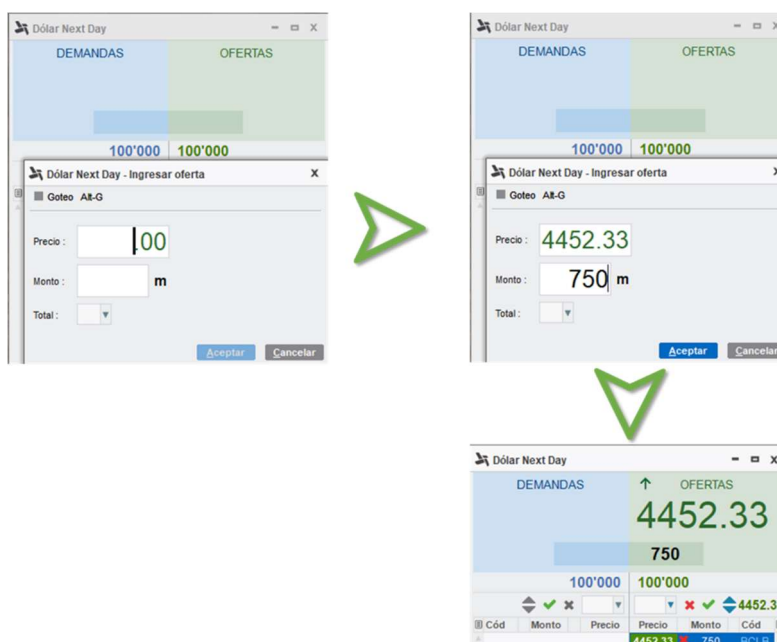 Dólar Next Day
DEMANDAS OFERTAS
100'000 100'000
Dólar Next Day - Ingresar oferta X
Goteo Alt-G
Precio : .00
Monto : m
Total :
Aceptar Cancelar
Dólar Next Day
DEMANDAS OFERTAS
100'000 100'000
Dólar Next Day - Ingresar oferta
Goteo Alt-G
Precio : 4452.33
Monto : 750 m
Total :
Aceptar Cancelar
Dólar Next Day
DEMANDAS OFERTAS
4452.33
750
100'000 100'000
4452.3
Cód Monto Precio Precio Monto Cód
4452.33 750 BCLB